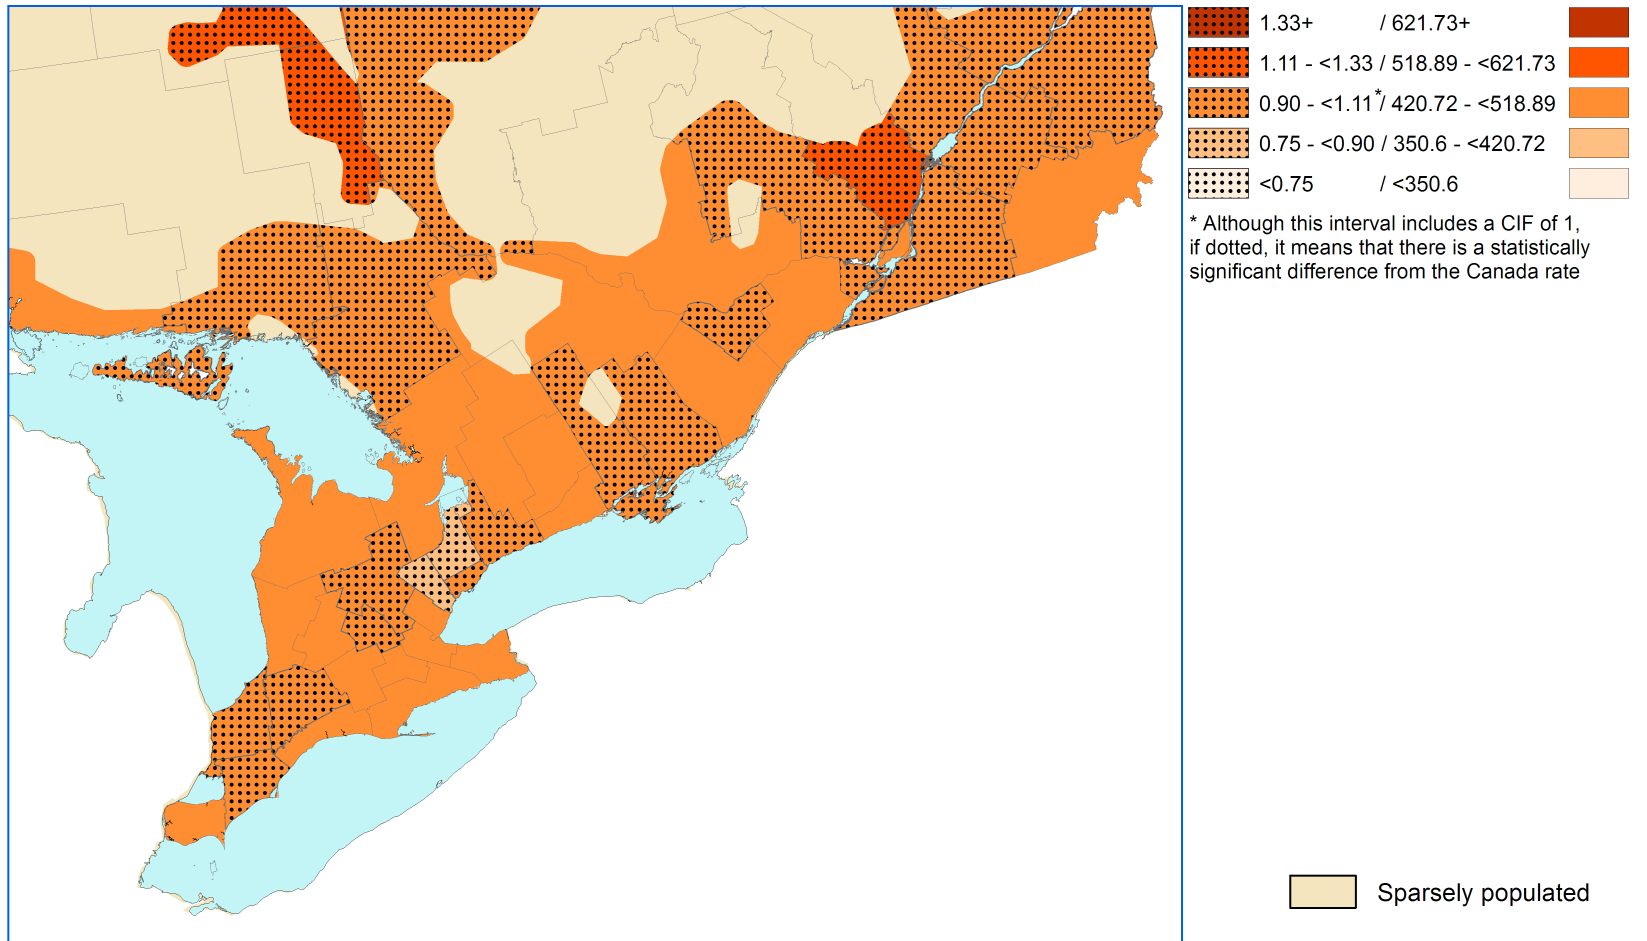 1.33+ / 621.73+
1.11 - <1.33 / 518.89 - <621.73
0.90 - <1.11* / 420.72 - <518.89
0.75 - <0.90 / 350.6 - <420.72
<0.75 / <350.6
* Although this interval includes a CIF of 1,
if dotted, it means that there is a statistically
significant difference from the Canada rate
Sparsely populated